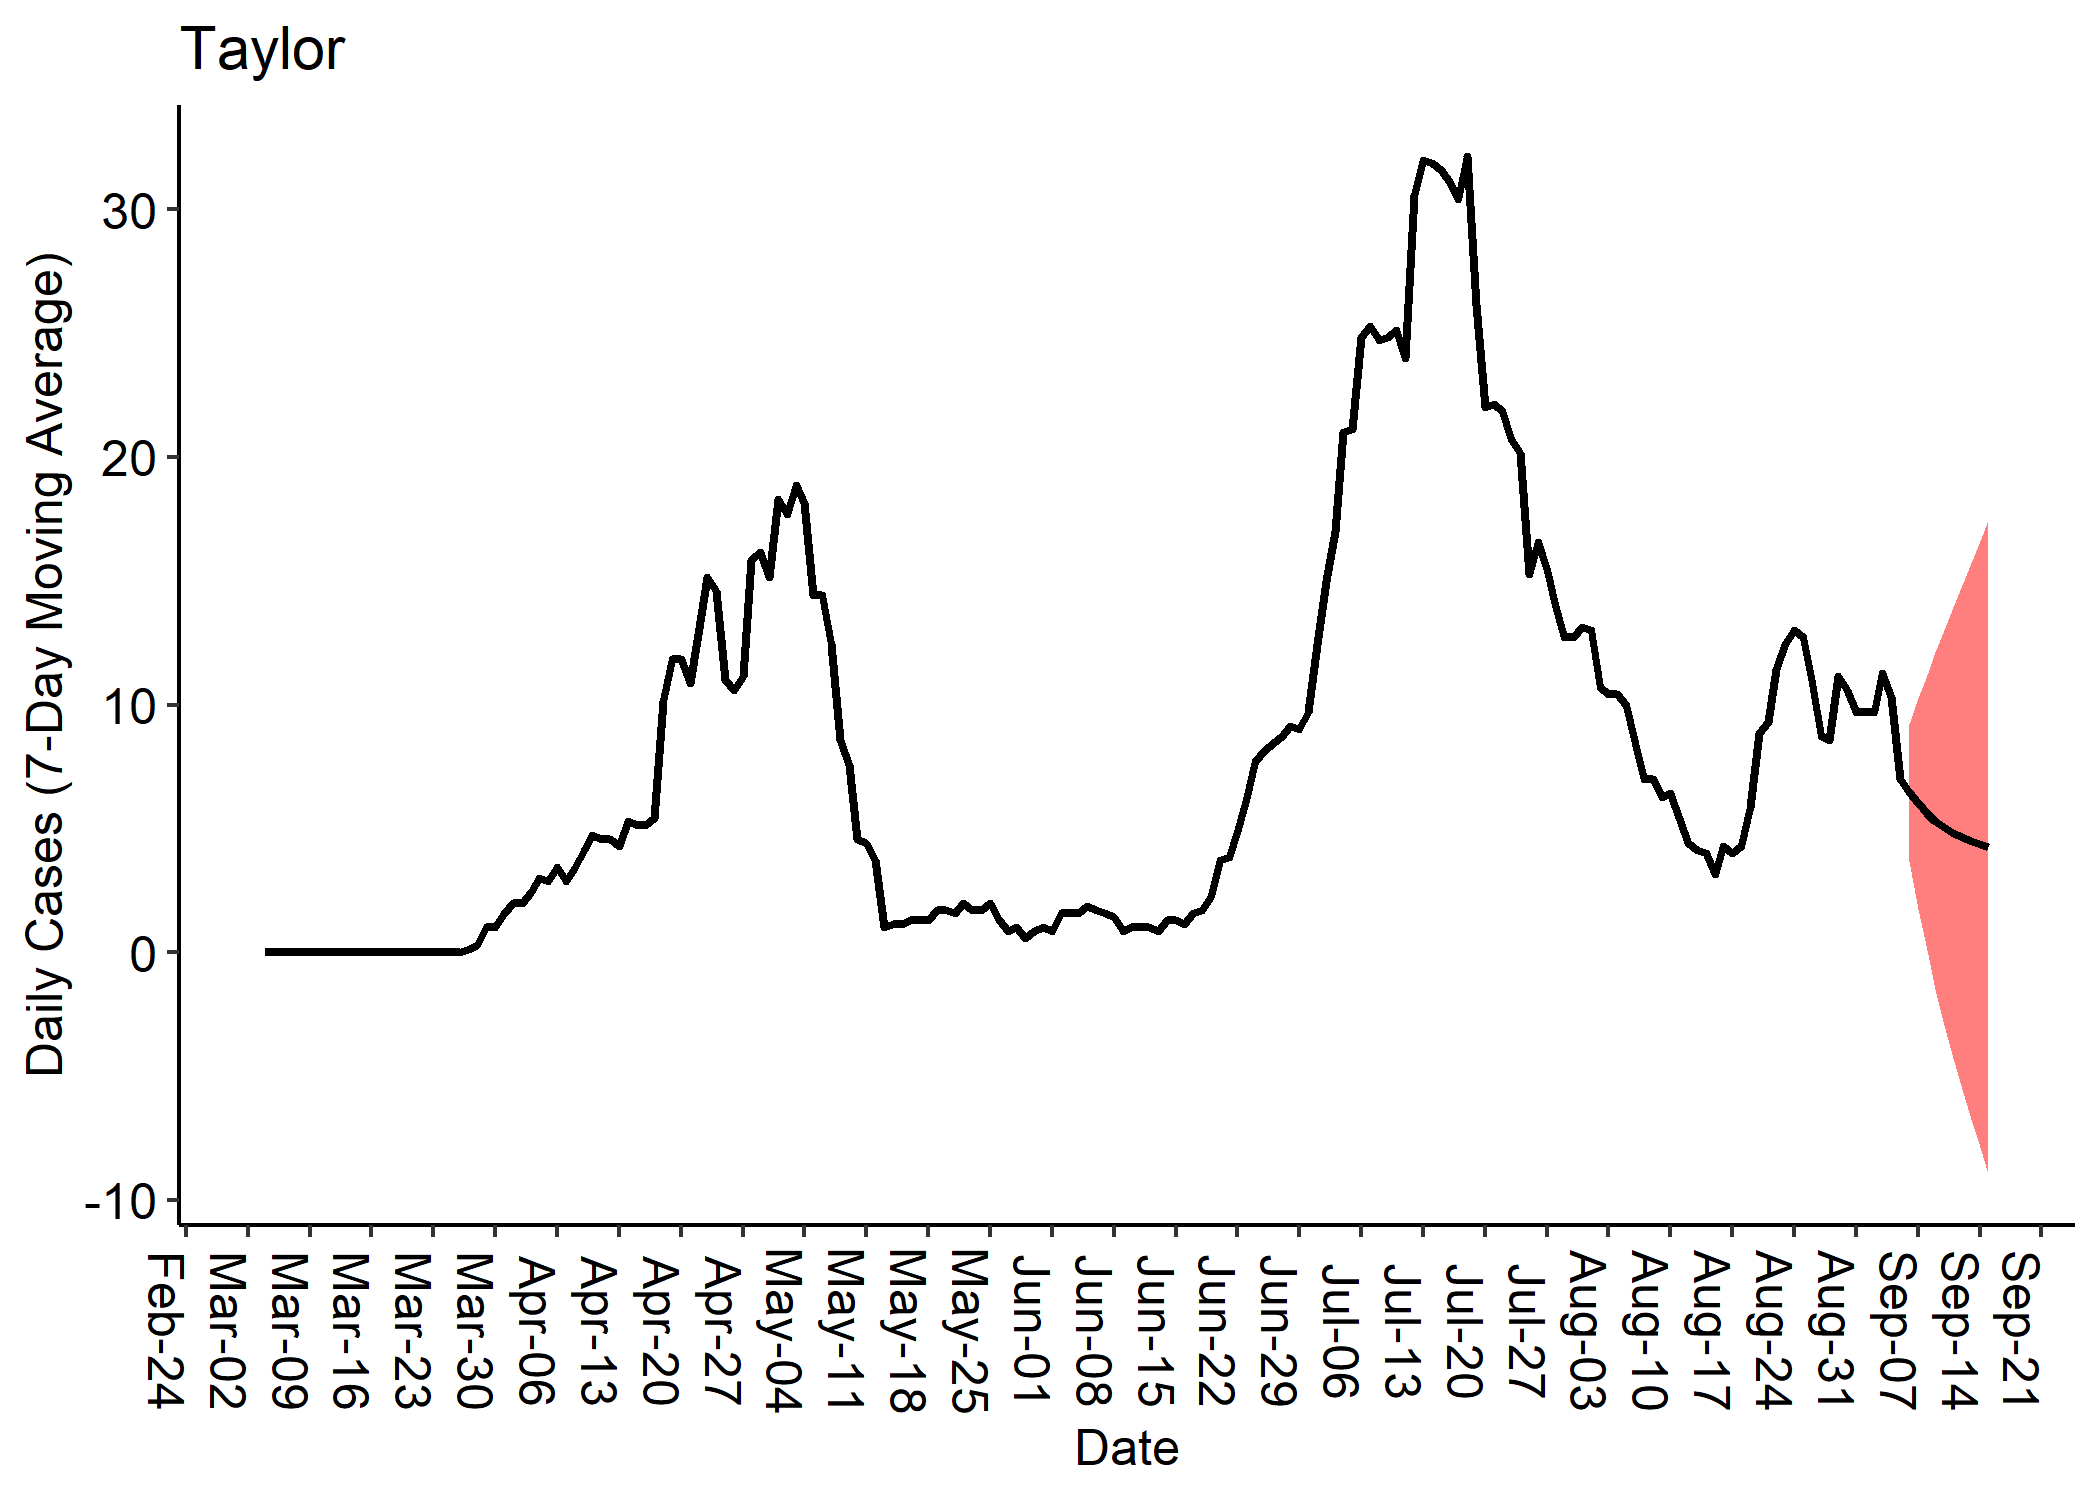 Taylor
Daily Cases (7-Day Moving Average)
30
20
10
0
-10
Feb-24
Mar-02
Mar-09
Mar-16
Mar-23
Mar-30
Apr-06
Apr-13
Apr-20
Apr-27
May-04
May-11
May-18
May-25
Jun-01
Jun-08
Jun-15
Jun-22
Jun-29
Jul-06
Jul-13
Jul-20
Jul-27
Aug-03
Aug-10
Aug-17
Aug-24
Aug-31
Sep-07
Sep-14
Sep-21
Date